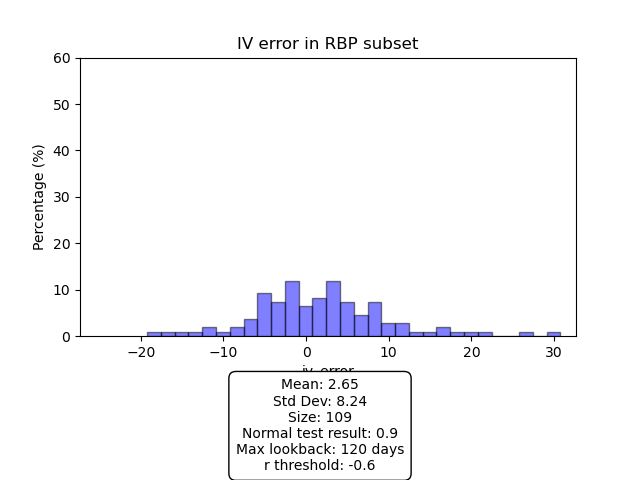 IV error in RBP subset
Percentage (%)
60
50
40
30
20
10
0
−20 −10 0 10 20 30
iv_error
Mean: 2.65
Std Dev: 8.24
Size: 109
Normal test result: 0.9
Max lookback: 120 days
r threshold: -0.6